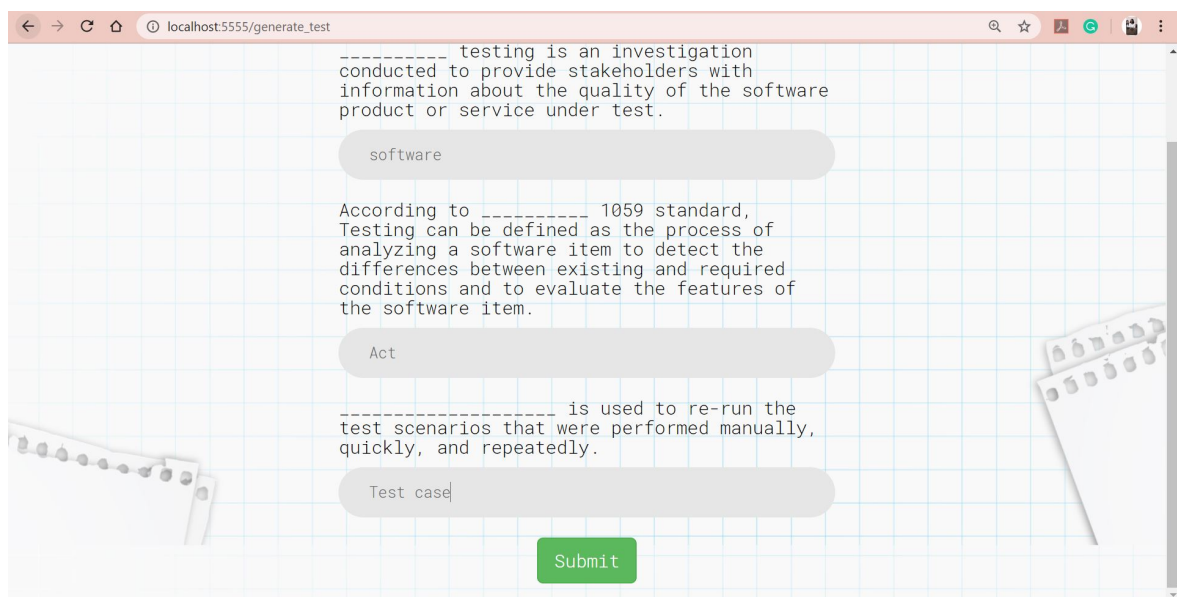 localhost:5555/generate_test
__________ testing is an investigation
conducted to provide stakeholders with
information about the quality of the software
product or service under test.
software
According to __________ 1059 standard,
Testing can be defined as the process of
analyzing a software item to detect the
differences between existing and required
conditions and to evaluate the features of
the software item.
Act
____________________ is used to re-run the
test scenarios that were performed manually,
quickly, and repeatedly.
Test case
Submit